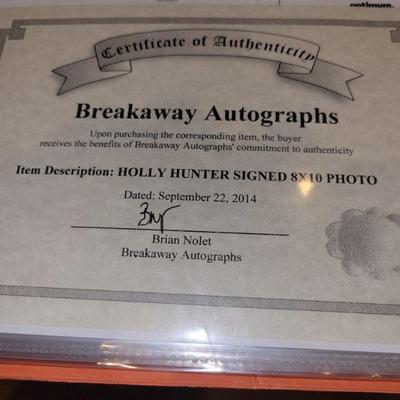 optimum.
Certificate of Authenticity
Breakaway Autographs
Upon purchasing the corresponding item, the buyer
receives the benefits of Breakaway Autographs' commitment to authenticity
Item Description: HOLLY HUNTER SIGNED 8X10 PHOTO
Dated: September 22, 2014
Brian Nolet
Breakaway Autographs